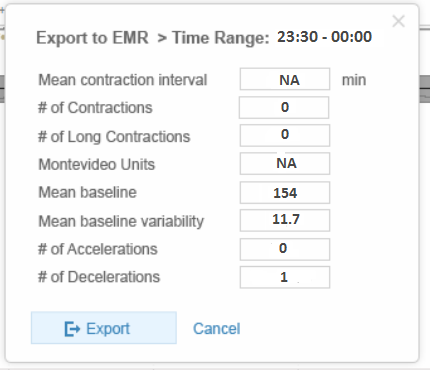 Export to EMR > Time Range: 23:30 - 00:00
Mean contraction interval NA min
# of Contractions 0
# of Long Contractions 0
Montevideo Units NA
Mean baseline 154
Mean baseline variability 11.7
# of Accelerations 0
# of Decelerations 1
Export Cancel